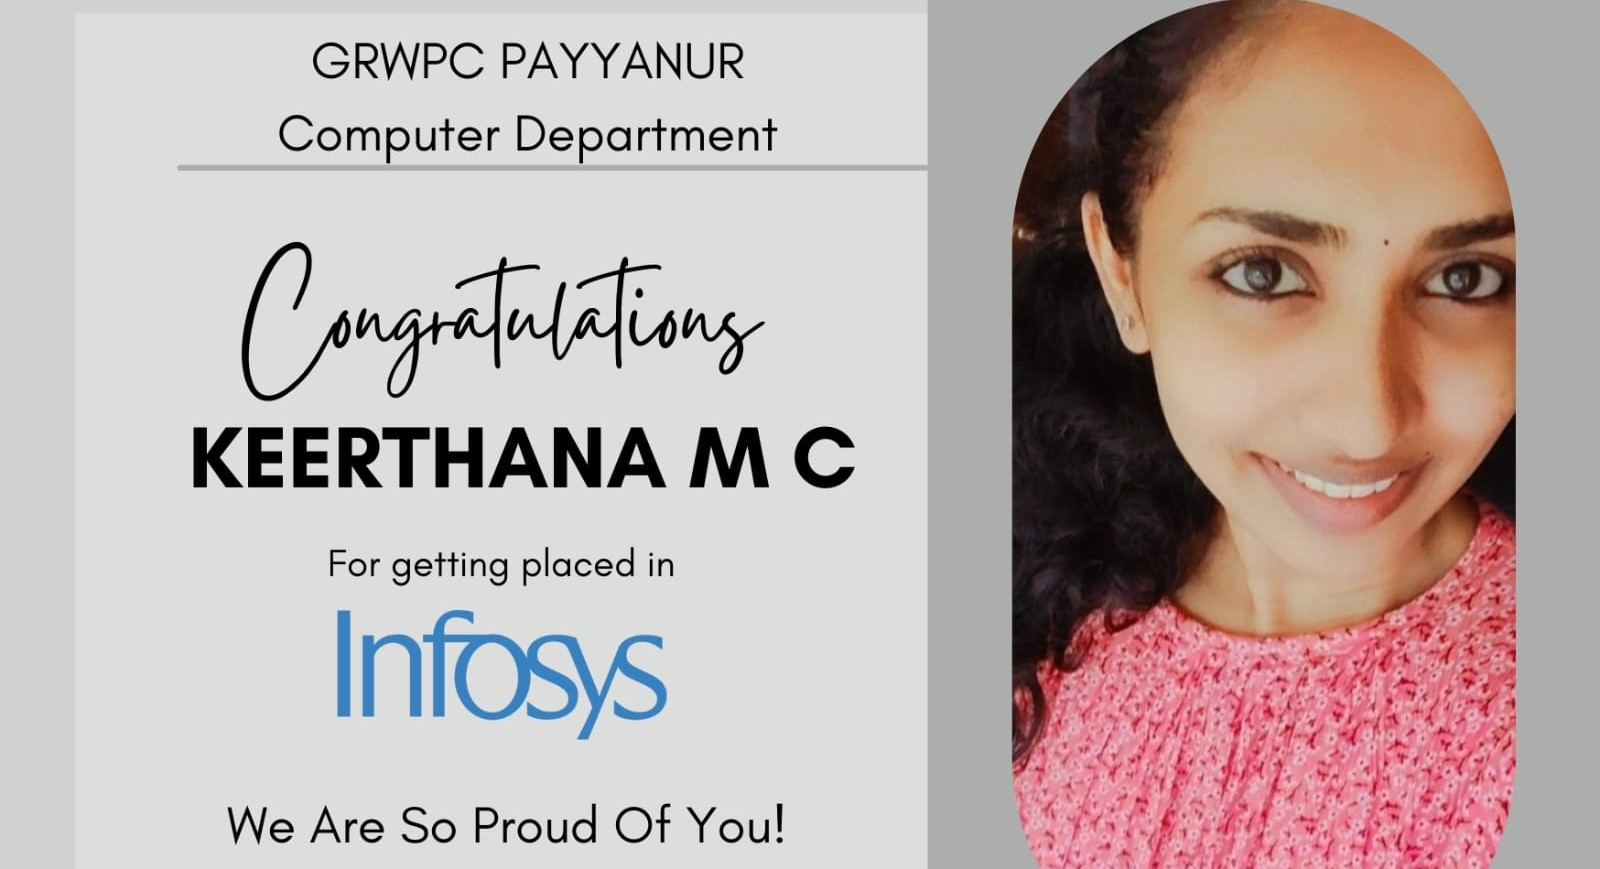 GRWPC PAYYANUR
Computer Department
Congratulations
KEERTHANA M C
For getting placed in
Infosys
We Are So Proud Of You!